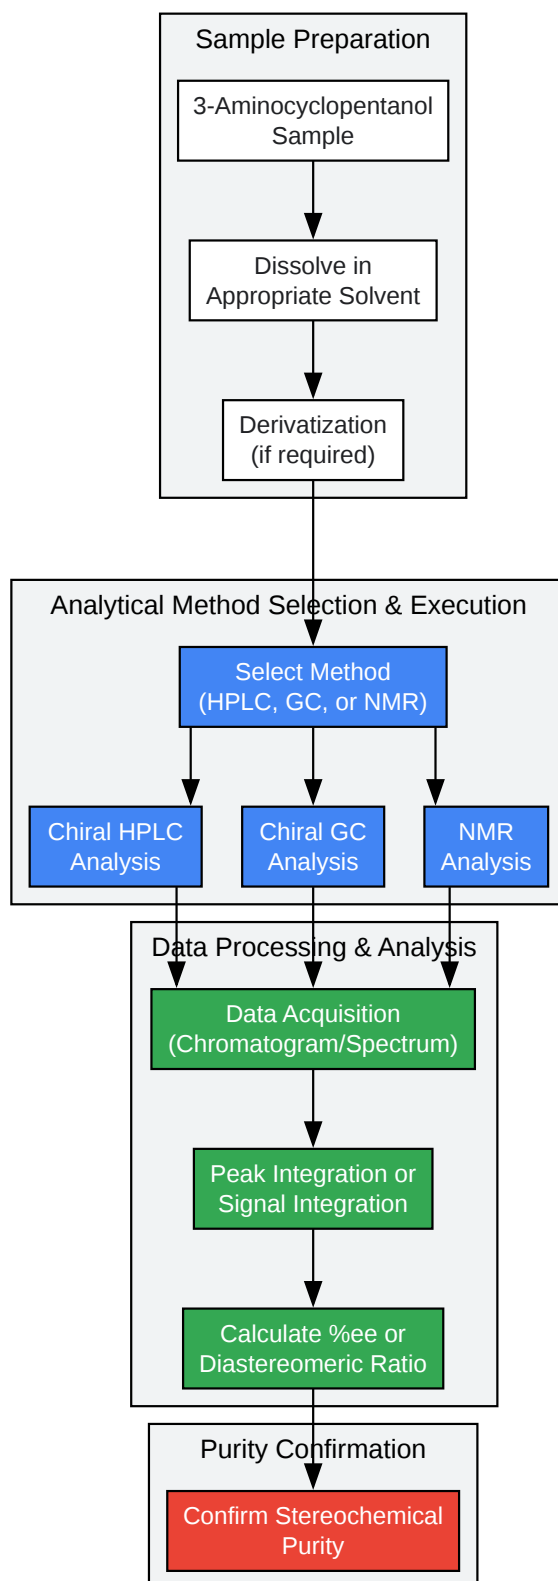 Sample Preparation
3-Aminocyclopentanol
Sample
Dissolve in
Appropriate Solvent
Derivatization
(if required)
Analytical Method Selection & Execution
Select Method
(HPLC, GC, or NMR)
Chiral HPLC
Analysis
Chiral GC
Analysis
NMR
Analysis
Data Processing & Analysis
Data Acquisition
(Chromatogram/Spectrum)
Peak Integration or
Signal Integration
Calculate %ee or
Diastereomeric Ratio
Purity Confirmation
Confirm Stereochemical
Purity